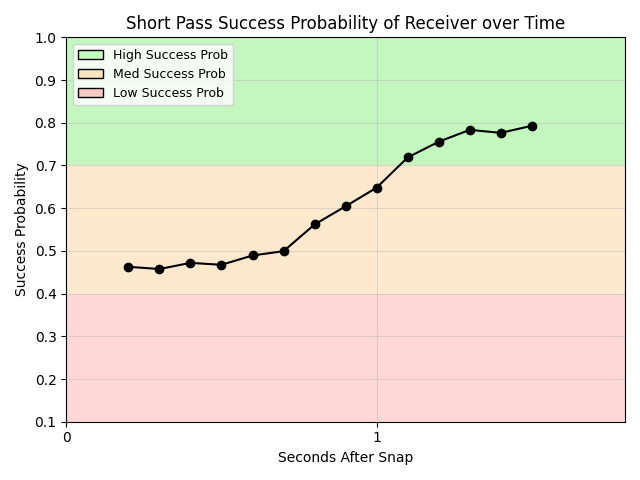 Short Pass Success Probability of Receiver over Time
High Success Prob
Med Success Prob
Low Success Prob
Success Probability
1.0
0.9
0.8
0.7
0.6
0.5
0.4
0.3
0.2
0.1
0
1
Seconds After Snap